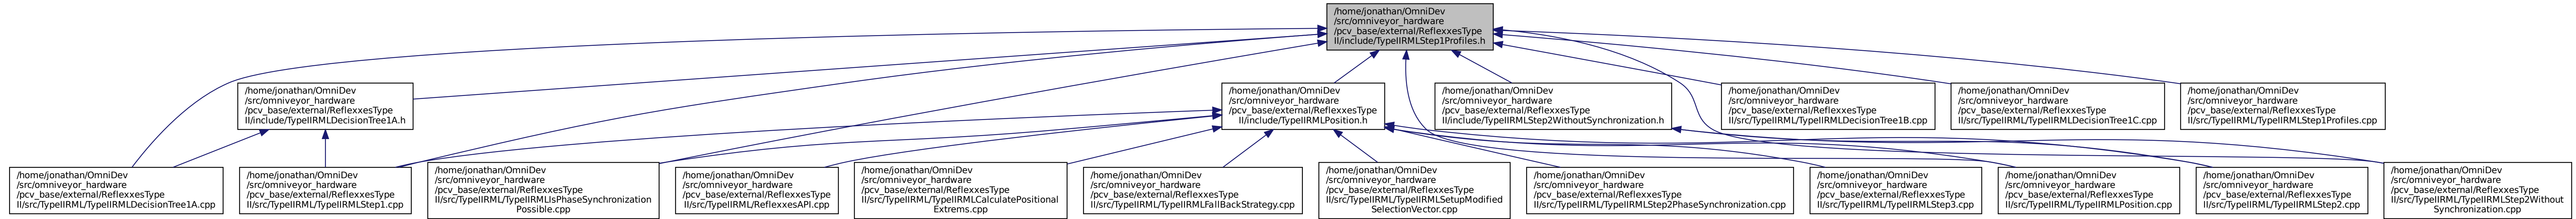 /home/jonathan/OmniDev
/src/omniveyor_hardware
/pcv_base/external/ReflexxesType
II/include/TypeIIRMLStep1Profiles.h
/home/jonathan/OmniDev
/src/omniveyor_hardware
/pcv_base/external/ReflexxesType
II/include/TypeIIRMLDecisionTree1A.h
/home/jonathan/OmniDev
/src/omniveyor_hardware
/pcv_base/external/ReflexxesType
II/include/TypeIIRMLPosition.h
/home/jonathan/OmniDev
/src/omniveyor_hardware
/pcv_base/external/ReflexxesType
II/include/TypeIIRMLStep2WithoutSynchronization.h
/home/jonathan/OmniDev
/src/omniveyor_hardware
/pcv_base/external/ReflexxesType
II/src/TypeIIRML/TypeIIRMLDecisionTree1B.cpp
/home/jonathan/OmniDev
/src/omniveyor_hardware
/pcv_base/external/ReflexxesType
II/src/TypeIIRML/TypeIIRMLDecisionTree1C.cpp
/home/jonathan/OmniDev
/src/omniveyor_hardware
/pcv_base/external/ReflexxesType
II/src/TypeIIRML/TypeIIRMLStep1Profiles.cpp
/home/jonathan/OmniDev
/src/omniveyor_hardware
/pcv_base/external/ReflexxesType
II/src/TypeIIRML/TypeIIRMLDecisionTree1A.cpp
/home/jonathan/OmniDev
/src/omniveyor_hardware
/pcv_base/external/ReflexxesType
II/src/TypeIIRML/TypeIIRMLStep1.cpp
/home/jonathan/OmniDev
/src/omniveyor_hardware
/pcv_base/external/ReflexxesType
II/src/TypeIIRML/TypeIIRMLIsPhaseSynchronization
Possible.cpp
/home/jonathan/OmniDev
/src/omniveyor_hardware
/pcv_base/external/ReflexxesType
II/src/TypeIIRML/ReflexxesAPI.cpp
/home/jonathan/OmniDev
/src/omniveyor_hardware
/pcv_base/external/ReflexxesType
II/src/TypeIIRML/TypeIIRMLCalculatePositional
Extrems.cpp
/home/jonathan/OmniDev
/src/omniveyor_hardware
/pcv_base/external/ReflexxesType
II/src/TypeIIRML/TypeIIRMLFallBackStrategy.cpp
/home/jonathan/OmniDev
/src/omniveyor_hardware
/pcv_base/external/ReflexxesType
II/src/TypeIIRML/TypeIIRMLSetupModified
SelectionVector.cpp
/home/jonathan/OmniDev
/src/omniveyor_hardware
/pcv_base/external/ReflexxesType
II/src/TypeIIRML/TypeIIRMLStep2PhaseSynchronization.cpp
/home/jonathan/OmniDev
/src/omniveyor_hardware
/pcv_base/external/ReflexxesType
II/src/TypeIIRML/TypeIIRMLStep3.cpp
/home/jonathan/OmniDev
/src/omniveyor_hardware
/pcv_base/external/ReflexxesType
II/src/TypeIIRML/TypeIIRMLPosition.cpp
/home/jonathan/OmniDev
/src/omniveyor_hardware
/pcv_base/external/ReflexxesType
II/src/TypeIIRML/TypeIIRMLStep2.cpp
/home/jonathan/OmniDev
/src/omniveyor_hardware
/pcv_base/external/ReflexxesType
II/src/TypeIIRML/TypeIIRMLStep2Without
Synchronization.cpp